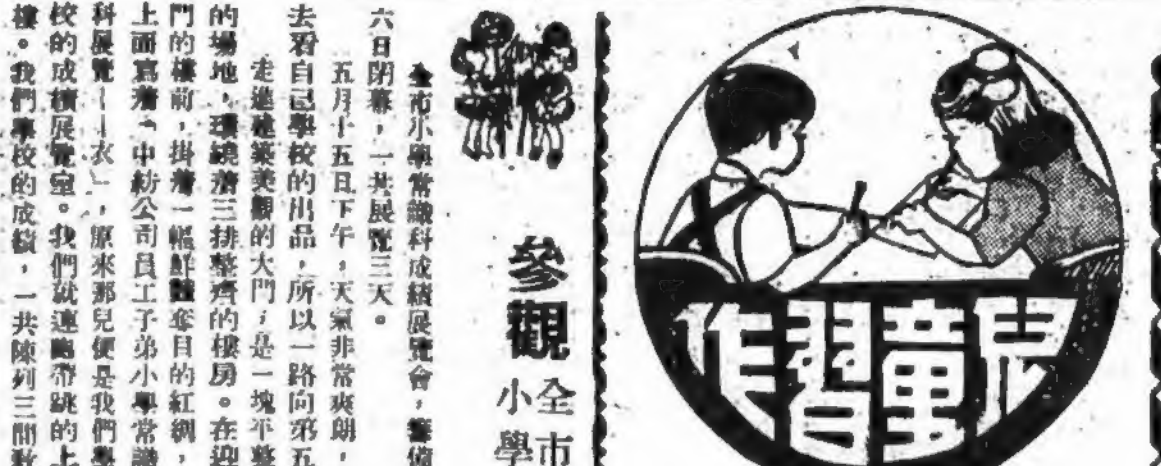 童習作
參觀
全市
小學
全市小學常識科成績展覽會,籌備
六日閉幕,一共展覽三天。
五月十五日下午,天氣非常爽朗,
去看自己學校的出品,所以一路向第五
走進建築美觀的大門,是一塊平整
的場地,環繞着三排整齊的樓房。在迎
門的樓前,掛着一幅鮮豔奪目的紅綢,
上面寫着「中紡公司員工子弟小學常識
科展覽——衣」,原來那兒便是我們學
校的成績展覽室。我們就連蹦帶跳的上
樓。我們學校的成績,一共陳列三間教